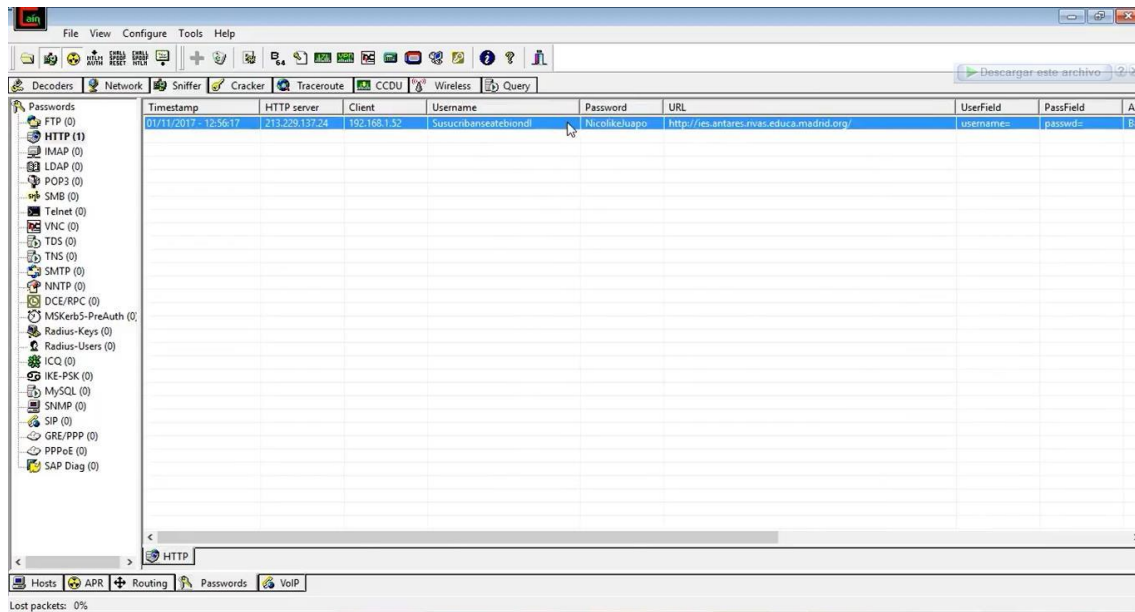 Cain
File View Configure Tools Help
Decoders Network Sniffer Cracker Traceroute CCDU Wireless Query
Descargar este archivo
Passwords
FTP (0)
HTTP (1)
IMAP (0)
LDAP (0)
POP3 (0)
SMB (0)
Telnet (0)
VNC (0)
TDS (0)
TNS (0)
SMTP (0)
NNTP (0)
DCE/RPC (0)
MSKerb5-PreAuth (0)
Radius-Keys (0)
Radius-Users (0)
ICQ (0)
IKE-PSK (0)
MySQL (0)
SNMP (0)
SIP (0)
GRE/PPP (0)
PPPoE (0)
SAP Diag (0)
Timestamp HTTP server Client Username Password URL UserField PassField A
01/11/2017 - 12:56:17 213.229.137.24 192.168.1.52 http://ies.antares.rivas.educa.madrid.org/ username= passwd=
HTTP
Hosts APR Routing Passwords VoIP
Lost packets: 0%